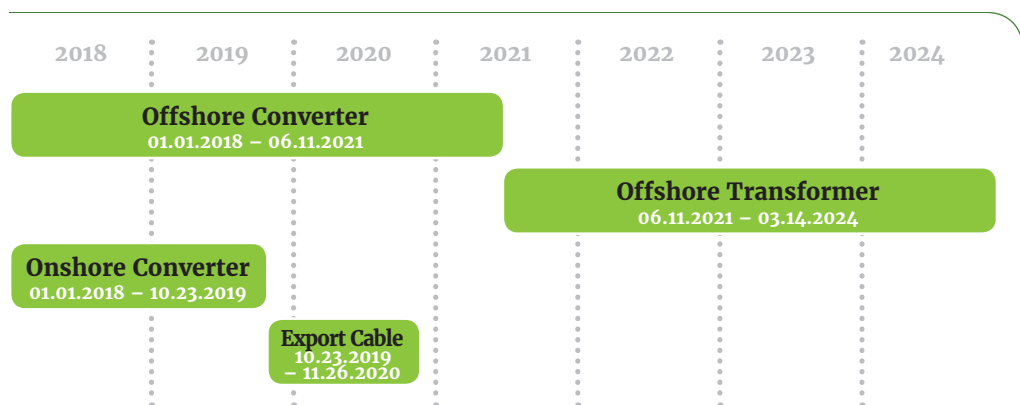 2018 2019 2020 2021 2022 2023 2024
Offshore Converter
01.01.2018 – 06.11.2021
Offshore Transformer
06.11.2021 – 03.14.2024
Onshore Converter
01.01.2018 – 10.23.2019
Export Cable
10.23.2019
– 11.26.2020